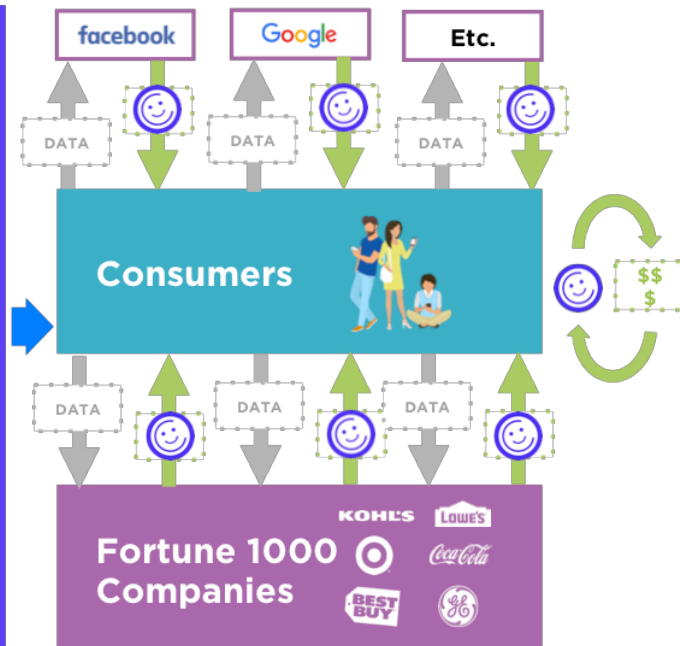 facebook
Google
Etc.
DATA
DATA
DATA
Consumers
$$
$
DATA
DATA
DATA
Fortune 1000
Companies
KOHL'S
LOWE'S
Coca-Cola
BEST
BUY
GE